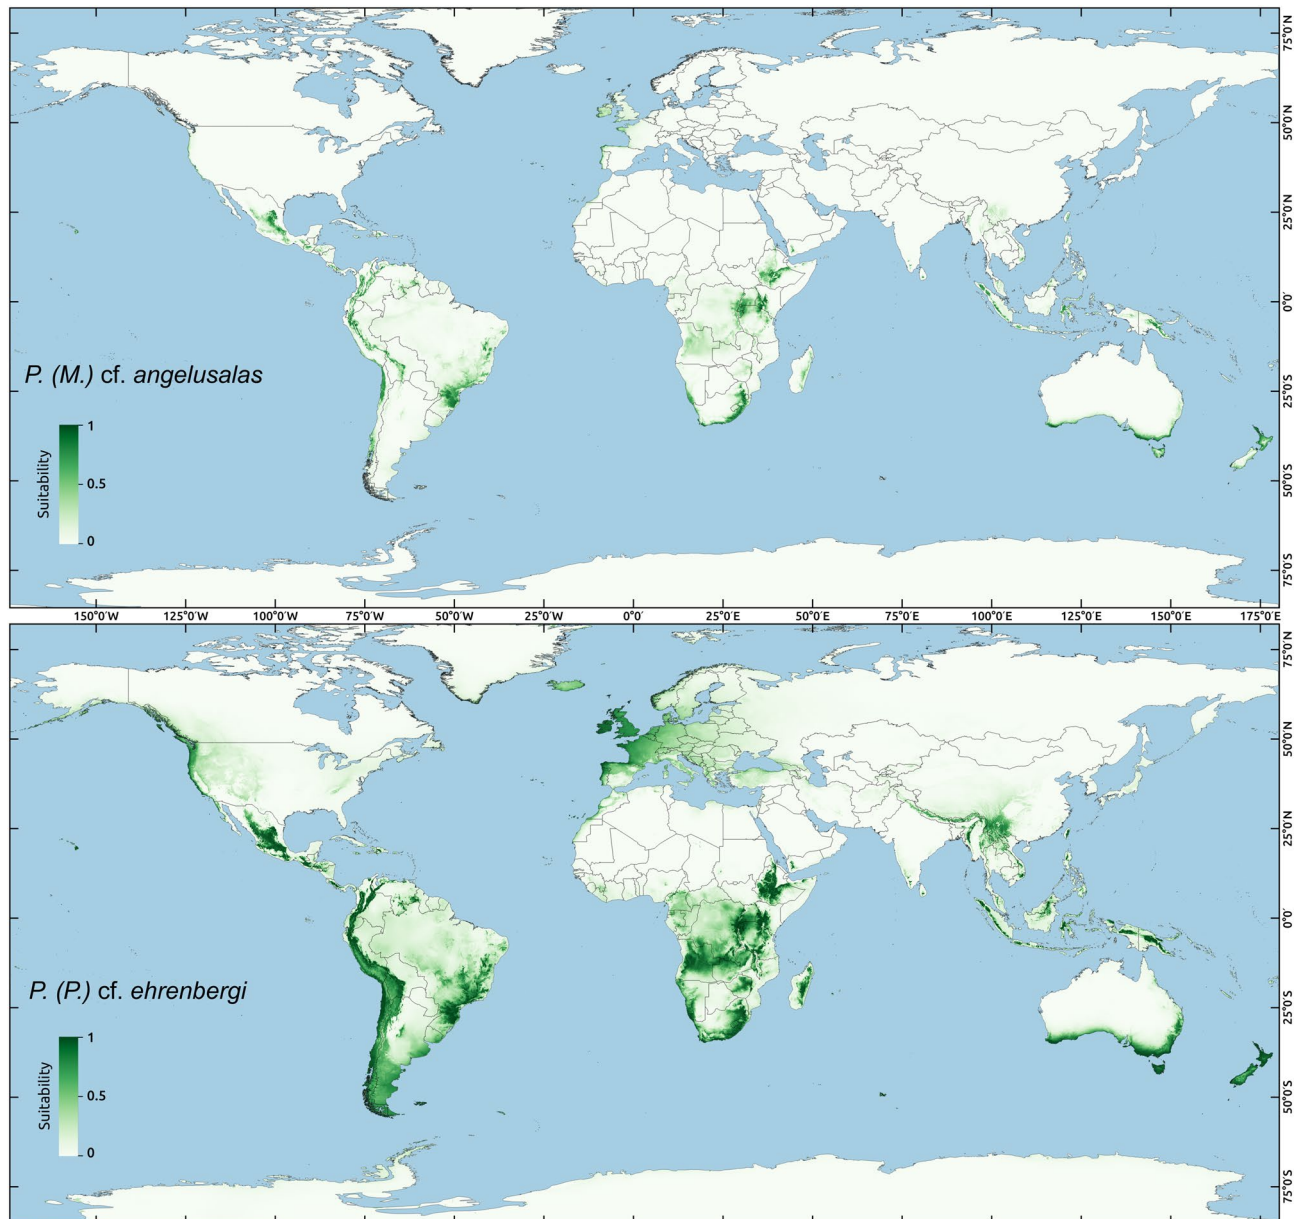 75°0'N
50°0'N
25°0'N
0°0'
25°0'S
50°0'S
75°0'S
P. (M.) cf. angelusalas
Suitability
1
0.5
0
150°0'W
125°0'W
100°0'W
75°0'W
50°0'W
25°0'W
0°0'
25°0'E
50°0'E
75°0'E
100°0'E
125°0'E
150°0'E
175°0'E
75°0'N
50°0'N
25°0'N
0°0'
25°0'S
50°0'S
75°0'S
P. (P.) cf. ehrenbergi
Suitability
1
0.5
0